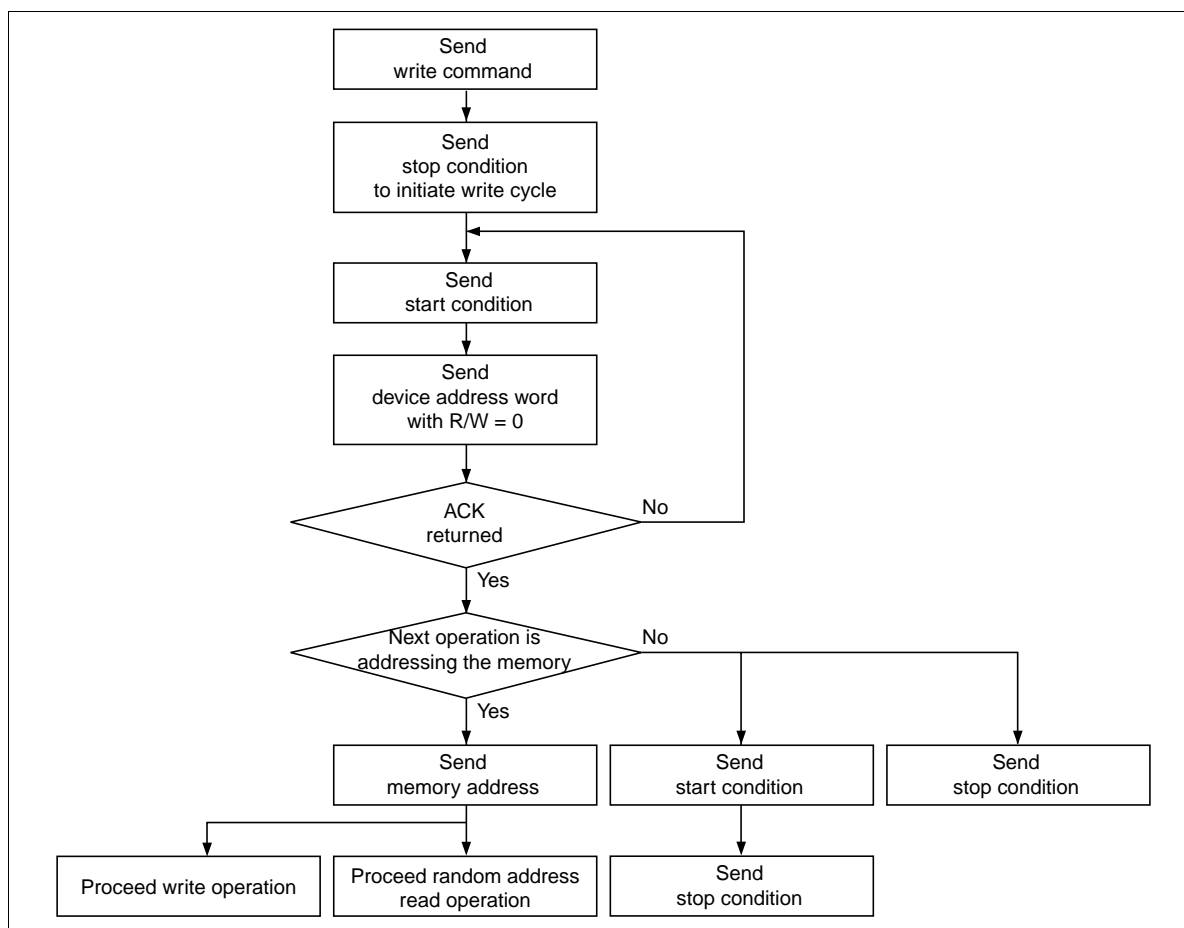 Send
write command
Send
stop condition
to initiate write cycle
Send
start condition
Send
device address word
with R/W = 0
ACK
returned
No
Yes
Next operation is
addressing the memory
No
Yes
Send
memory address
Send
start condition
Send
stop condition
Proceed write operation
Proceed random address
read operation
Send
stop condition